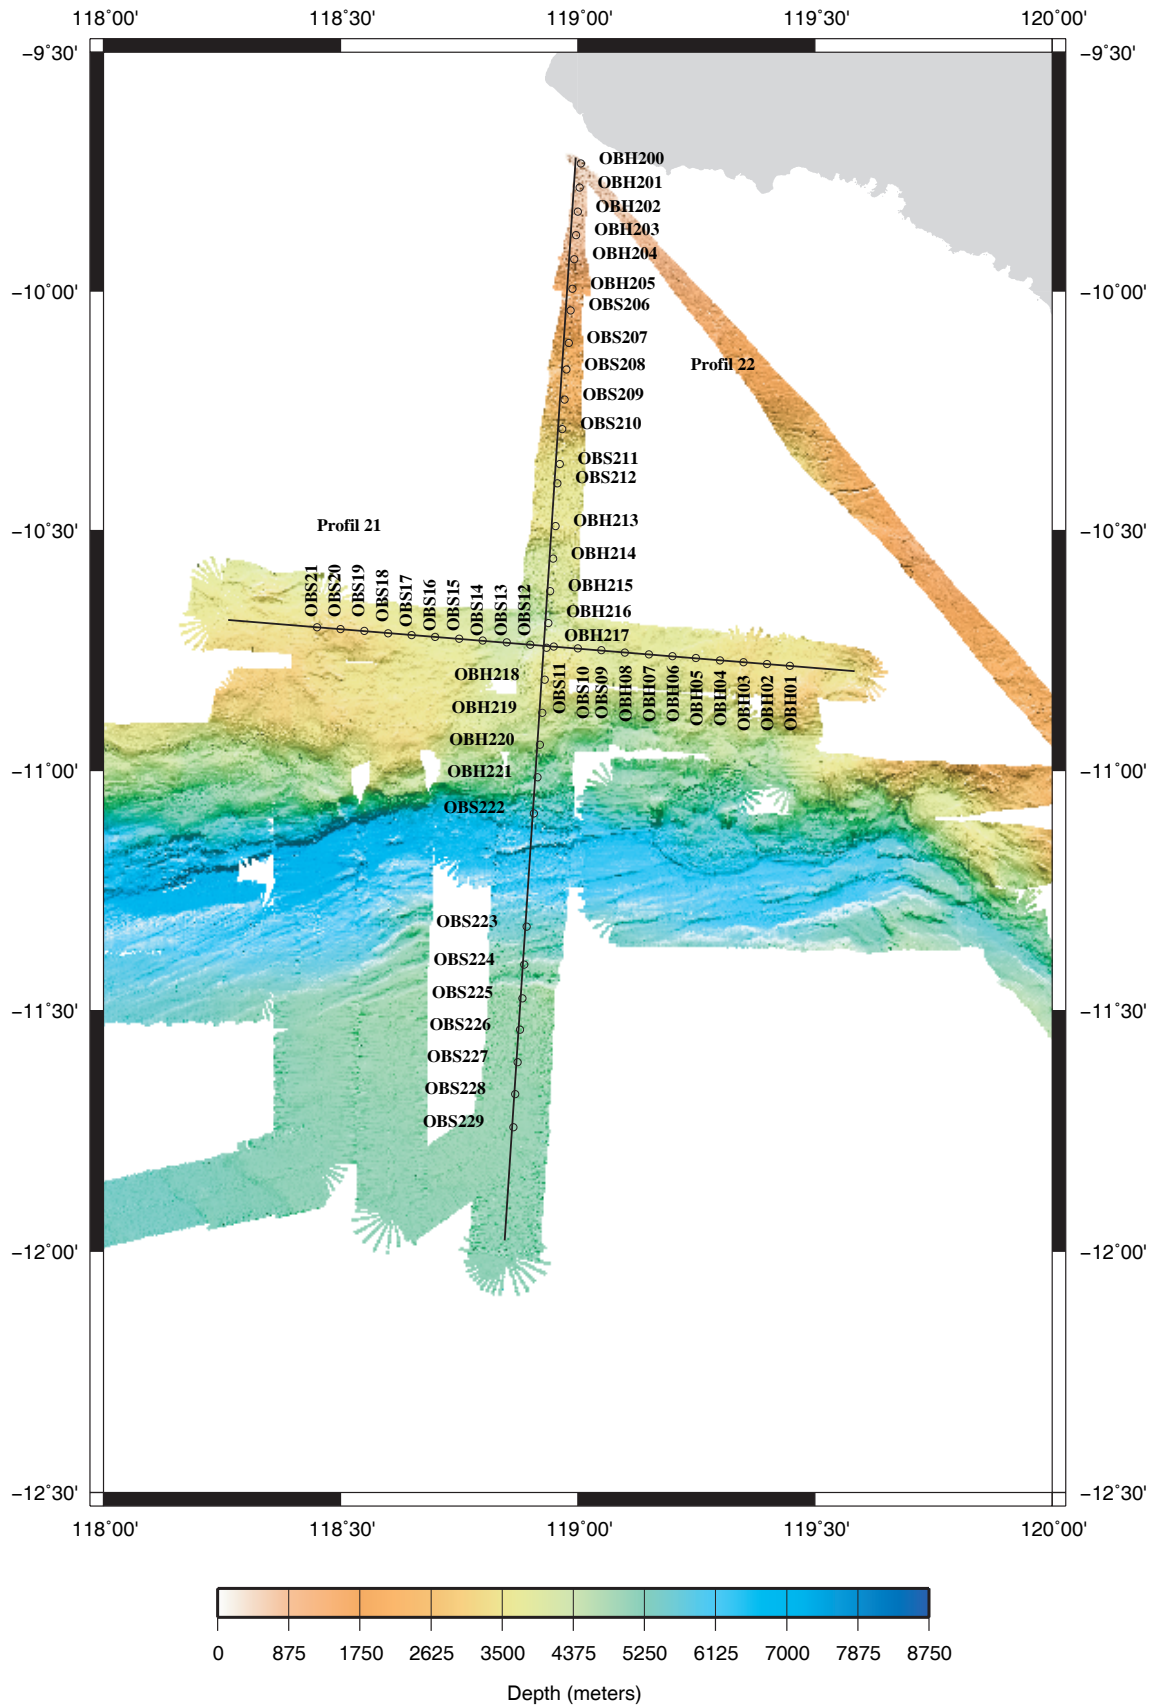 118°00' 118°30' 119°00' 119°30' 120°00'
−9°30' −9°30'
OBH200
OBH201
OBH202
OBH203
OBH204
OBH205
−10°00' −10°00'
OBS206
OBS207
OBS208 Profil 22
OBS209
OBS210
OBS211
OBS212
OBH213
Profil 21
−10°30' −10°30'
OBH214
OBH215
OBS21 OBS20 OBS19 OBS18 OBS17 OBS16 OBS15 OBS14 OBS13 OBS12
OBH216
OBH217
OBH218
OBS11 OBS10 OBS09 OBH08 OBH07 OBH06 OBH05 OBH04 OBH03 OBH02 OBH01
OBH219
OBH220
OBH221
−11°00' −11°00'
OBS222
OBS223
OBS224
OBS225
−11°30' −11°30'
OBS226
OBS227
OBS228
OBS229
−12°00' −12°00'
−12°30' −12°30'
118°00' 118°30' 119°00' 119°30' 120°00'
0 875 1750 2625 3500 4375 5250 6125 7000 7875 8750
Depth (meters)